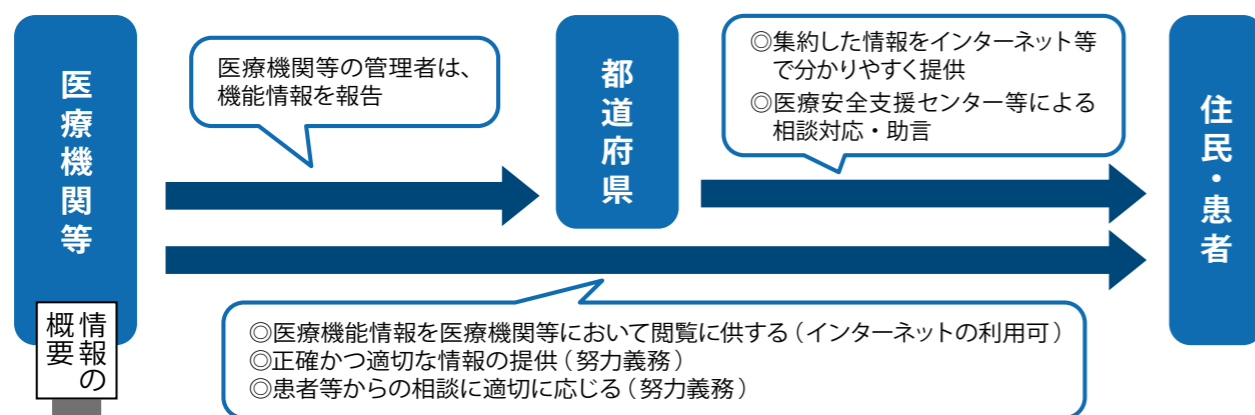 医療機関等
医療機関等の管理者は、
機能情報を報告
都道府県
◎集約した情報をインターネット等
で分かりやすく提供
◎医療安全支援センター等による
相談対応・助言
住民・患者
情報の
概要
◎医療機能情報を医療機関等において閲覧に供する（インターネットの利用可）
◎正確かつ適切な情報の提供（努力義務）
◎患者等からの相談に適切に応じる（努力義務）